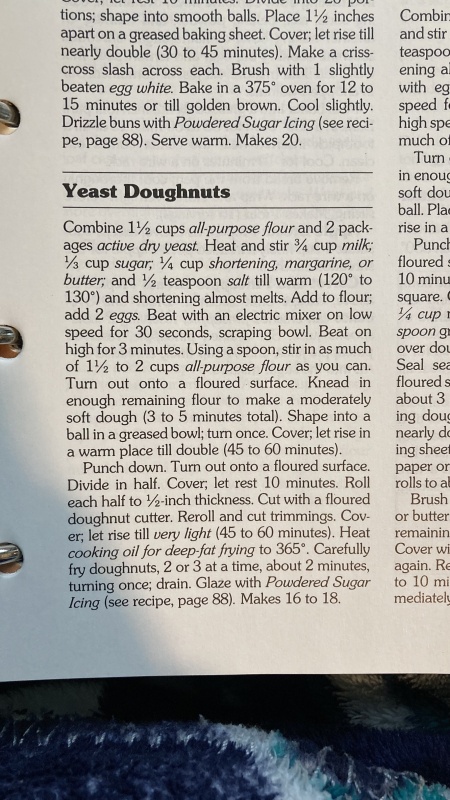 Cover, let rest 10 minutes. Divide into 20 por-
tions; shape into smooth balls. Place 1½ inches
apart on a greased baking sheet. Cover; let rise till
nearly double (30 to 45 minutes). Make a criss-
cross slash across each. Brush with 1 slightly
beaten egg white. Bake in a 375° oven for 12 to
15 minutes or till golden brown. Cool slightly.
Drizzle buns with Powdered Sugar Icing (see reci-
pe, page 88). Serve warm. Makes 20.
Yeast Doughnuts
Combine 1½ cups all-purpose flour and 2 pack-
ages active dry yeast. Heat and stir ¾ cup milk;
⅓ cup sugar; ¼ cup shortening, margarine, or
butter; and ½ teaspoon salt till warm (120° to
130°) and shortening almost melts. Add to flour;
add 2 eggs. Beat with an electric mixer on low
speed for 30 seconds, scraping bowl. Beat on
high for 3 minutes. Using a spoon, stir in as much
of 1½ to 2 cups all-purpose flour as you can.
Turn out onto a floured surface. Knead in
enough remaining flour to make a moderately
soft dough (3 to 5 minutes total). Shape into a
ball in a greased bowl; turn once. Cover; let rise in
a warm place till double (45 to 60 minutes).
Punch down. Turn out onto a floured surface.
Divide in half. Cover; let rest 10 minutes. Roll
each half to ½-inch thickness. Cut with a floured
doughnut cutter. Reroll and cut trimmings. Cov-
er; let rise till very light (45 to 60 minutes). Heat
cooking oil for deep-fat frying to 365°. Carefully
fry doughnuts, 2 or 3 at a time, about 2 minutes,
turning once; drain. Glaze with Powdered Sugar
Icing (see recipe, page 88). Makes 16 to 18.
Combin
and stir
teaspoo
ening al
with eg
speed f
high spe
much of
Turn
in enoug
soft dou
ball. Plac
rise in a
Punch
floured s
10 minu
square. C
¼ cup
spoon gr
over dou
Seal sea
floured s
about 3
ing doug
nearly do
ing sheet
paper or
rolls to al
Brush
or butter
remainin
Cover wi
again. Re
to 10 mi
mediately